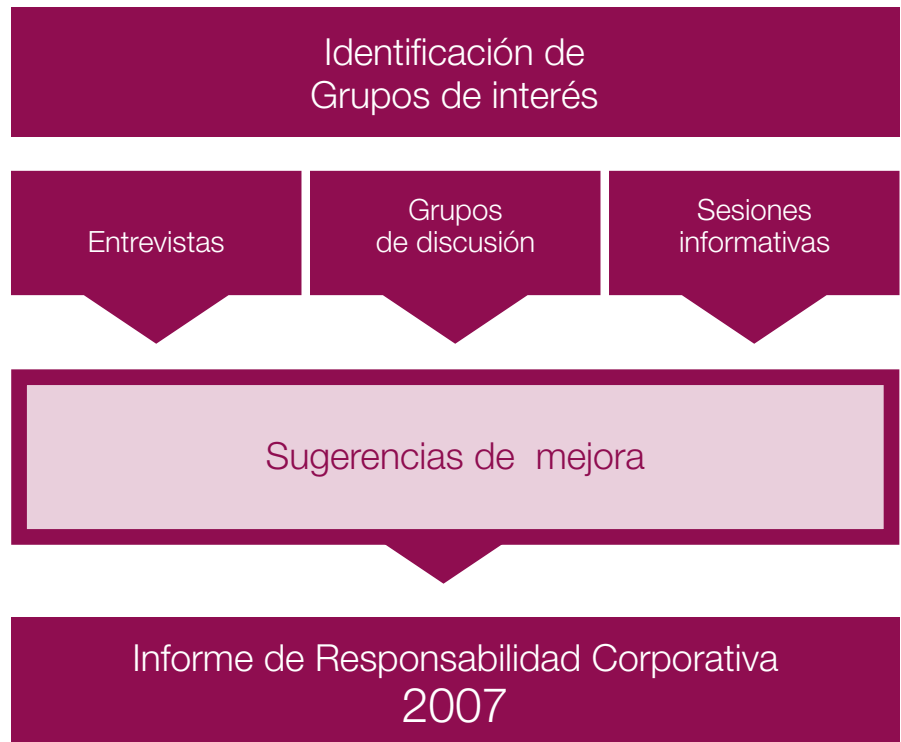 Identificación de
Grupos de interés
Entrevistas
Grupos
de discusión
Sesiones
informativas
Sugerencias de mejora
Informe de Responsabilidad Corporativa
2007